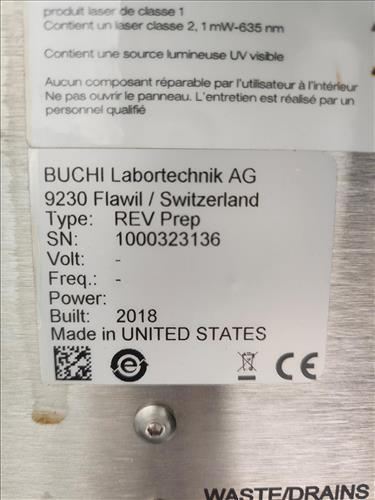 produit laser de classe 1
Contient un laser classe 2, 1 mW-635 nm
Contient une source lumineuse UV visible
Aucun composant réparable par l'utilisateur à l'intérieur
Ne pas ouvrir le panneau. L'entretien est réalisé par un
personnel qualifié
BUCHI Labortechnik AG
9230 Flawil / Switzerland
Type: REV Prep
SN: 1000323136
Volt: -
Freq.: -
Power:
Built: 2018
Made in UNITED STATES
CE
WASTE/DRAINS